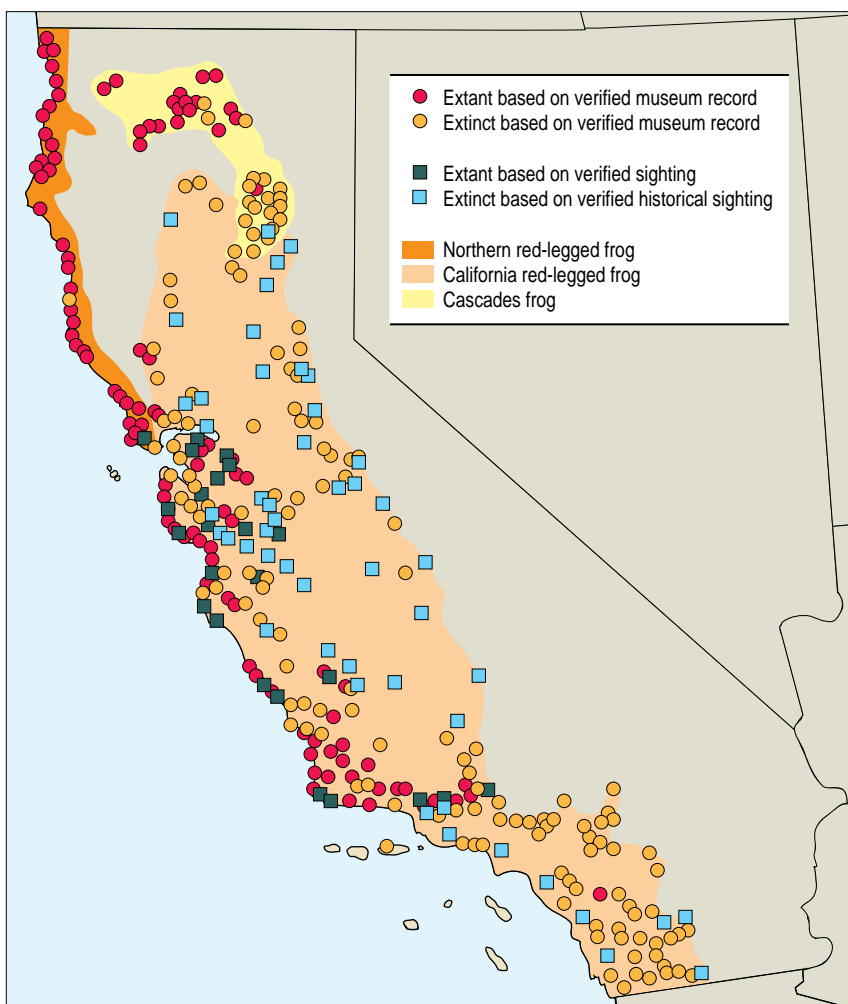 Extant based on verified museum record
Extinct based on verified museum record
Extant based on verified sighting
Extinct based on verified historical sighting
Northern red-legged frog
California red-legged frog
Cascades frog